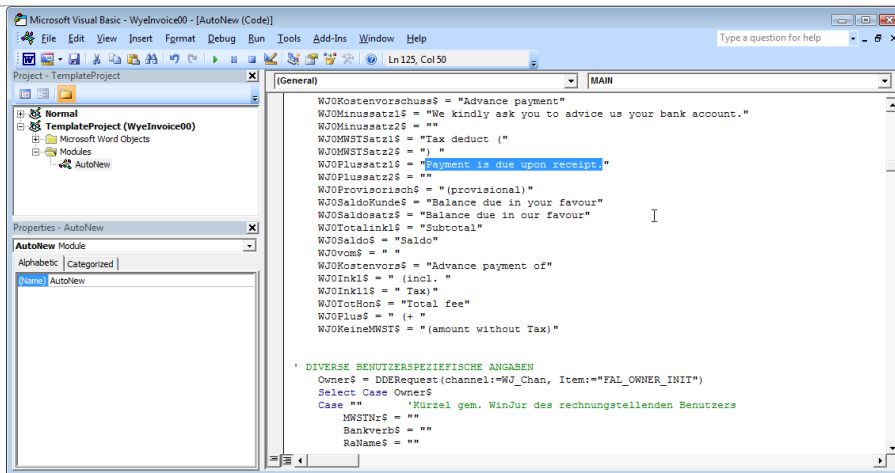 Microsoft Visual Basic - WyeInvoice00 - [AutoNew (Code)]
File Edit View Insert Format Debug Run Tools Add-Ins Window Help
Type a question for help
Ln 125, Col 50
Project - TemplateProject
Normal
TemplateProject (WyeInvoice00)
Microsoft Word Objects
Modules
AutoNew
Properties - AutoNew
AutoNew Module
Alphabetic Categorized
(Name) AutoNew
(General) MAIN
WJ0Kostenvorschuss$ = "Advance payment"
WJ0Minussatz1$ = "We kindly ask you to advice us your bank account."
WJ0Minussatz2$ = ""
WJ0MWSTSatz1$ = "Tax deduct ("
WJ0MWSTSatz2$ = ") "
WJ0Plussatz1$ = "Payment is due upon receipt."
WJ0Plussatz2$ = ""
WJ0Provisorisch$ = "(provisional)"
WJ0SaldoKunde$ = "Balance due in your favour"
WJ0Saldosatz$ = "Balance due in our favour"
WJ0Totalinkl$ = "Subtotal"
WJ0Saldo$ = "Saldo"
WJ0vom$ = " "
WJ0Kostenvors$ = "Advance payment of"
WJ0Inkl$ = " (incl. "
WJ0Inkl1$ = " Tax)"
WJ0TotHon$ = "Total fee"
WJ0Plus$ = " (+ "
WJ0KeineMWST$ = "(amount without Tax)"
' DIVERSE BENUTZERSPEZIEFISCHE ANGABEN
Owner$ = DDERequest(channel:=WJ_Chan, Item:="FAL_OWNER_INIT")
Select Case Owner$
Case "" 'Kürzel gem. WinJur des rechnungstellenden Benutzers
MWSTNr$ = ""
Bankverb$ = ""
RaName$ = ""